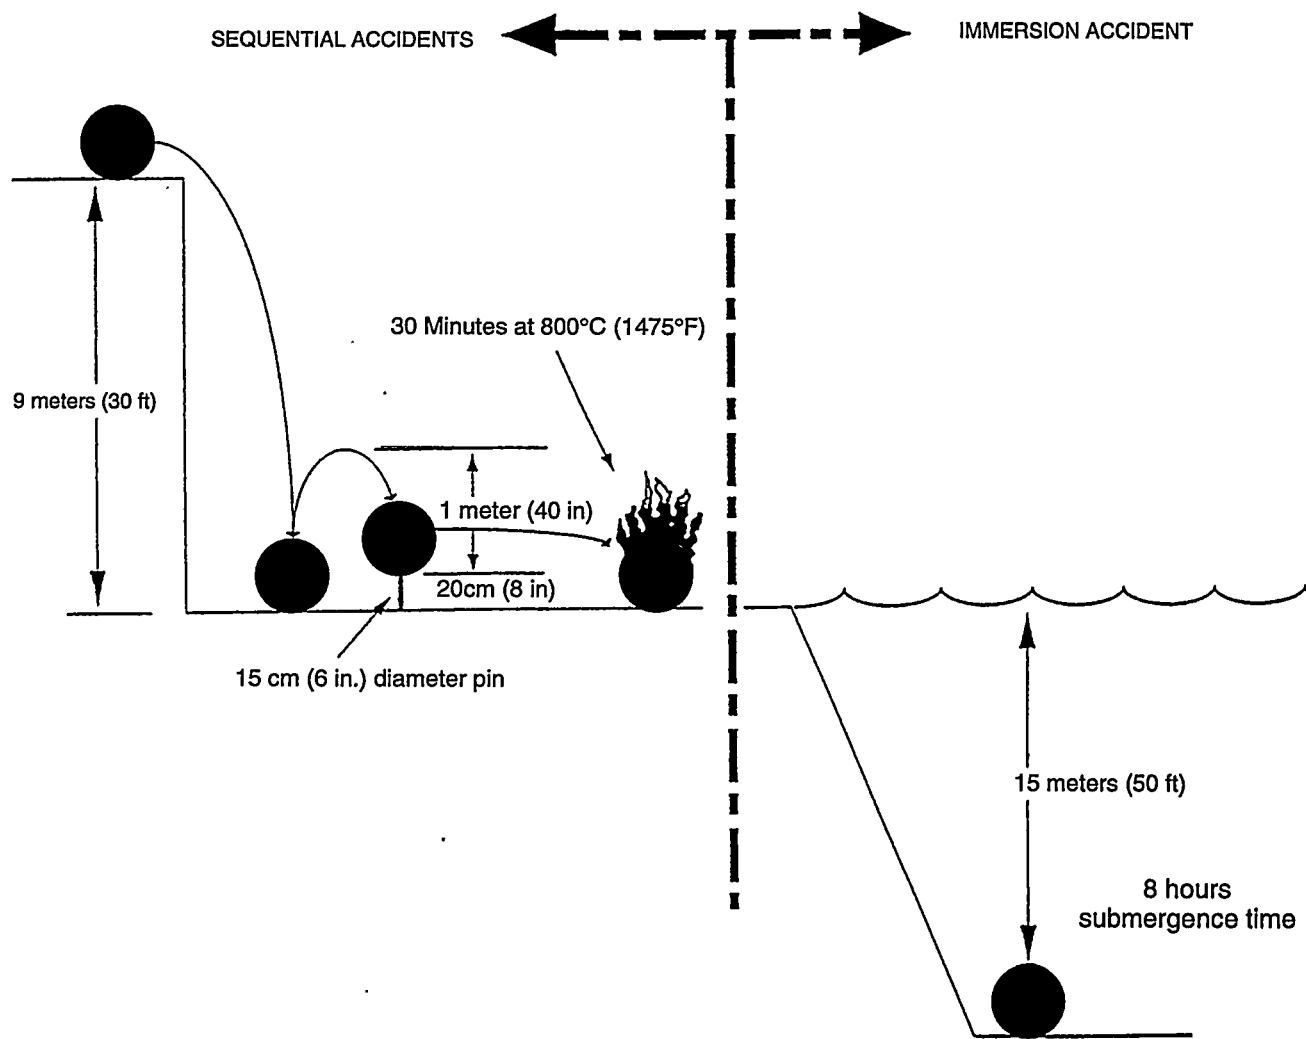 SEQUENTIAL ACCIDENTS
IMMERSION ACCIDENT
30 Minutes at 800°C (1475°F)
9 meters (30 ft)
1 meter (40 in)
20cm (8 in)
15 cm (6 in.) diameter pin
15 meters (50 ft)
8 hours
submergence time